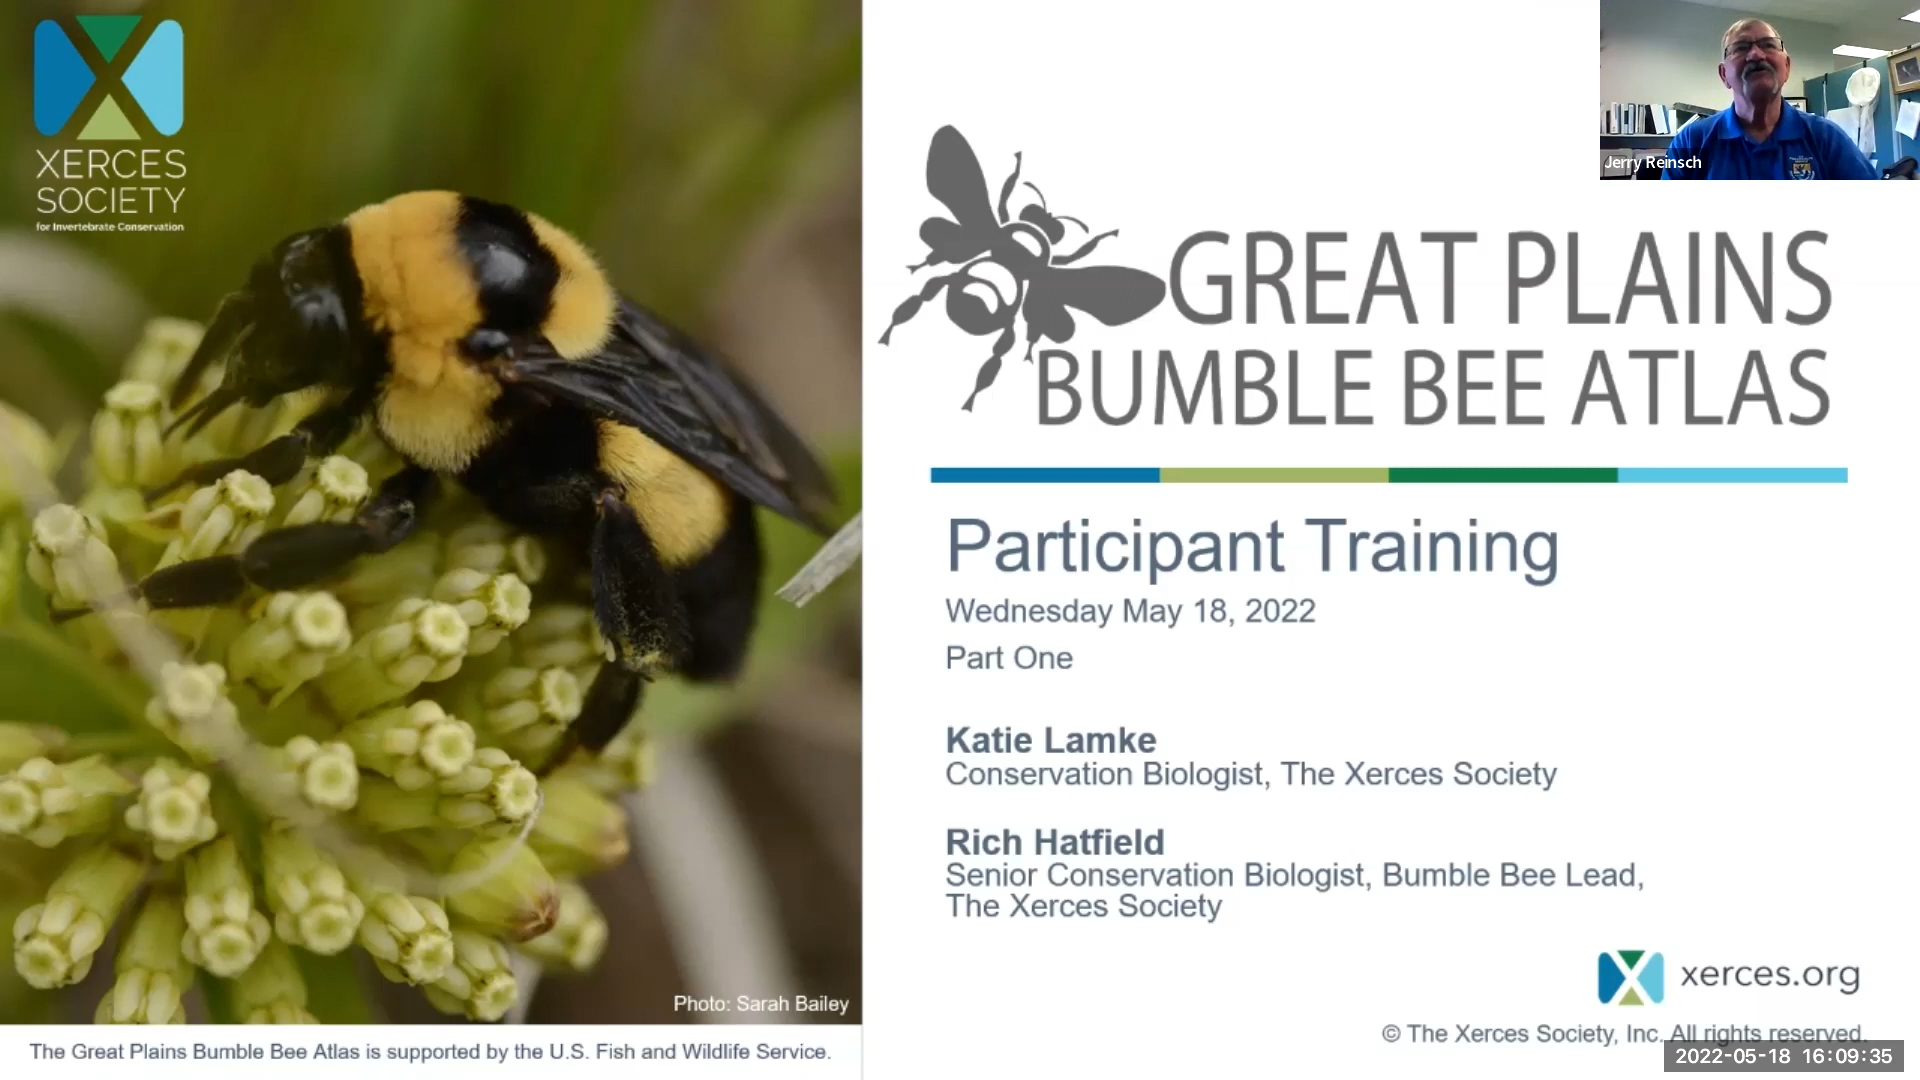 XERCES
SOCIETY
for Invertebrate Conservation
Jerry Reinsch
GREAT PLAINS
BUMBLE BEE ATLAS
Participant Training
Wednesday May 18, 2022
Part One
Katie Lamke
Conservation Biologist, The Xerces Society
Rich Hatfield
Senior Conservation Biologist, Bumble Bee Lead,
The Xerces Society
Photo: Sarah Bailey
The Great Plains Bumble Bee Atlas is supported by the U.S. Fish and Wildlife Service.
xerces.org
© The Xerces Society, Inc. All rights reserved.
2022-05-18 16:09:35